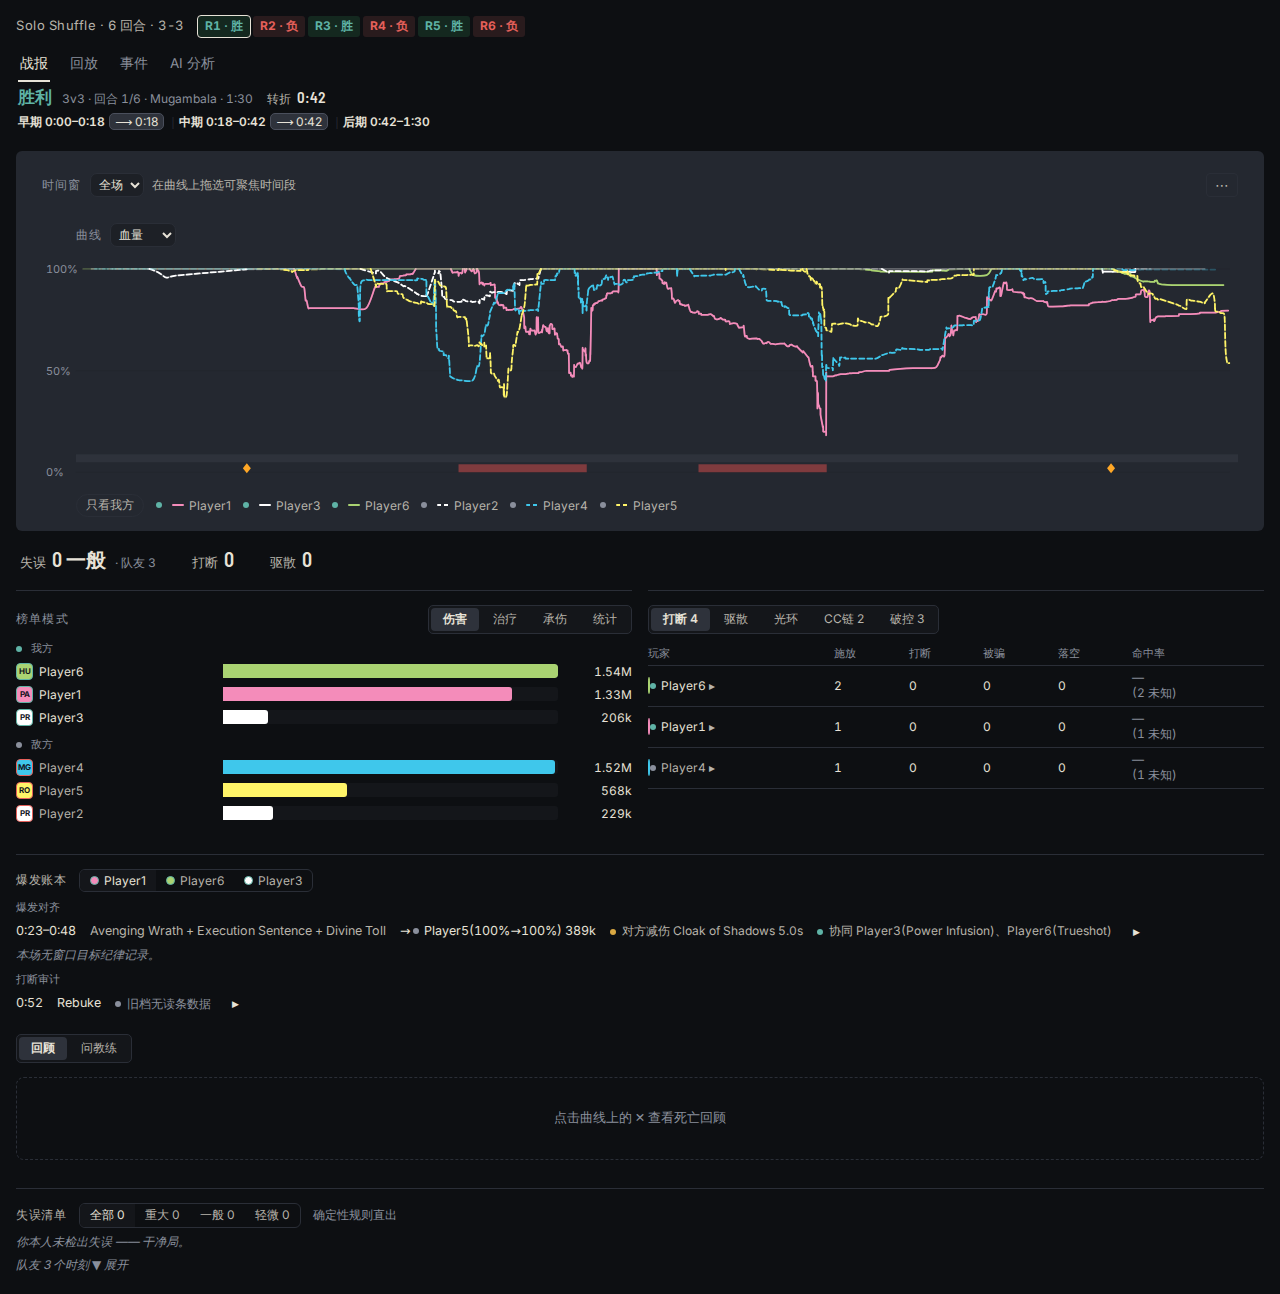 Solo Shuffle · 6 回合 · 3-3 R1 · 胜 R2 · 负 R3 · 胜 R4 · 负 R5 · 胜 R6 · 负
战报 回放 事件 AI 分析
胜利 3v3 · 回合 1/6 · Mugambala · 1:30 转折 0:42
早期 0:00–0:18 ⟶ 0:18 中期 0:18–0:42 ⟶ 0:42 后期 0:42–1:30
时间窗 全场 在曲线上拖选可聚焦时间段 ⋯
曲线 血量
100%
50%
0%
只看我方 Player1 Player3 Player6 Player2 Player4 Player5
失误 0 一般 · 队友 3 打断 0 驱散 0
榜单模式 伤害 治疗 承伤 统计
我方
HU Player6 1.54M
PA Player1 1.33M
PR Player3 206k
敌方
MG Player4 1.52M
RO Player5 568k
PR Player2 229k
打断 4 驱散 光环 CC链 2 破控 3
玩家 施放 打断 被骗 落空 命中率
Player6 ▸ 2 0 0 0 —
(2 未知)
Player1 ▸ 1 0 0 0 —
(1 未知)
Player4 ▸ 1 0 0 0 —
(1 未知)
爆发账本 Player1 Player6 Player3
爆发对齐
0:23–0:48 Avenging Wrath + Execution Sentence + Divine Toll → Player5(100%→100%) 389k 对方减伤 Cloak of Shadows 5.0s 协同 Player3(Power Infusion)、Player6(Trueshot) ▸
本场无窗口目标纪律记录。
打断审计
0:52 Rebuke 旧档无读条数据 ▸
回顾 问教练
点击曲线上的 ✕ 查看死亡回顾
失误清单 全部 0 重大 0 一般 0 轻微 0 确定性规则直出
你本人未检出失误 —— 干净局。
队友 3 个时刻 ▼ 展开